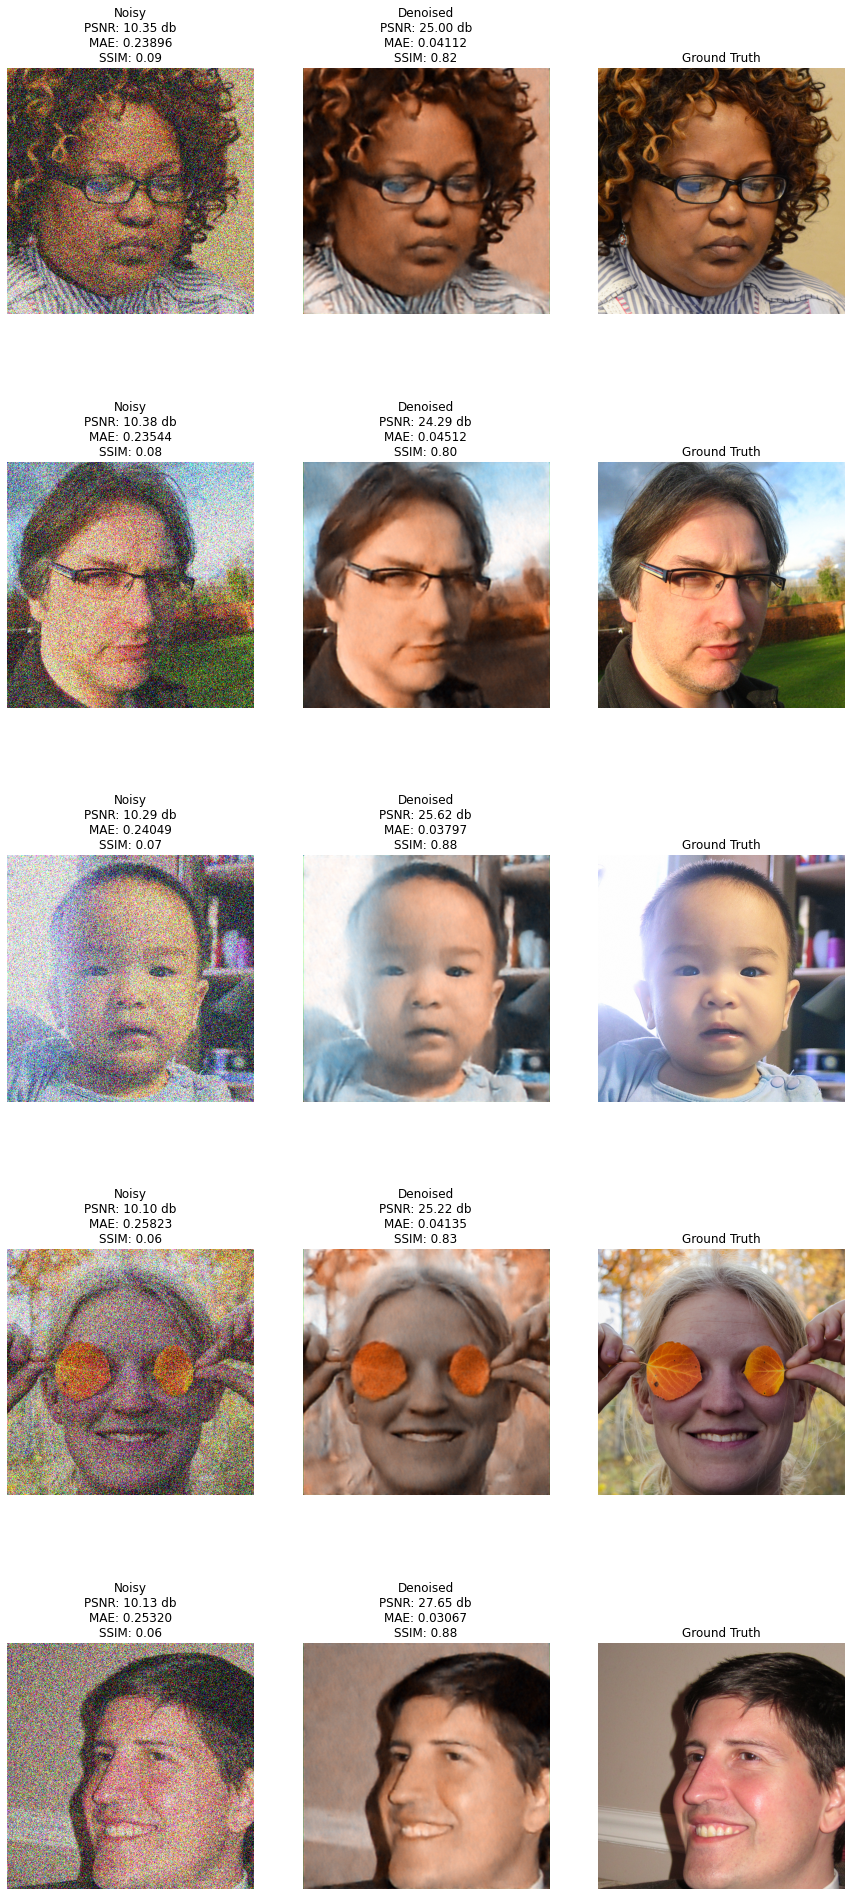 Noisy
PSNR: 10.35 db
MAE: 0.23896
SSIM: 0.09
Denoised
PSNR: 25.00 db
MAE: 0.04112
SSIM: 0.82
Ground Truth
Noisy
PSNR: 10.38 db
MAE: 0.23544
SSIM: 0.08
Denoised
PSNR: 24.29 db
MAE: 0.04512
SSIM: 0.80
Ground Truth
Noisy
PSNR: 10.29 db
MAE: 0.24049
SSIM: 0.07
Denoised
PSNR: 25.62 db
MAE: 0.03797
SSIM: 0.88
Ground Truth
Noisy
PSNR: 10.10 db
MAE: 0.25823
SSIM: 0.06
Denoised
PSNR: 25.22 db
MAE: 0.04135
SSIM: 0.83
Ground Truth
Noisy
PSNR: 10.13 db
MAE: 0.25320
SSIM: 0.06
Denoised
PSNR: 27.65 db
MAE: 0.03067
SSIM: 0.88
Ground Truth